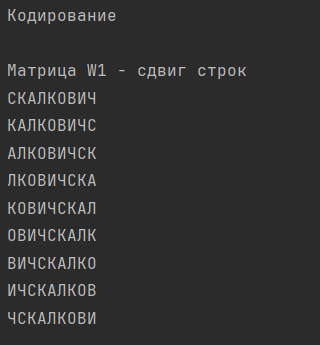 Кодирование
Матрица W1 - сдвиг строк
СКАЛКОВИЧ
КАЛКОВИЧС
АЛКОВИЧСК
ЛКОВИЧСКА
КОВИЧСКАЛ
ОВИЧСКАЛК
ВИЧСКАЛКО
ИЧСКАЛКОВ
ЧСКАЛКОВИ